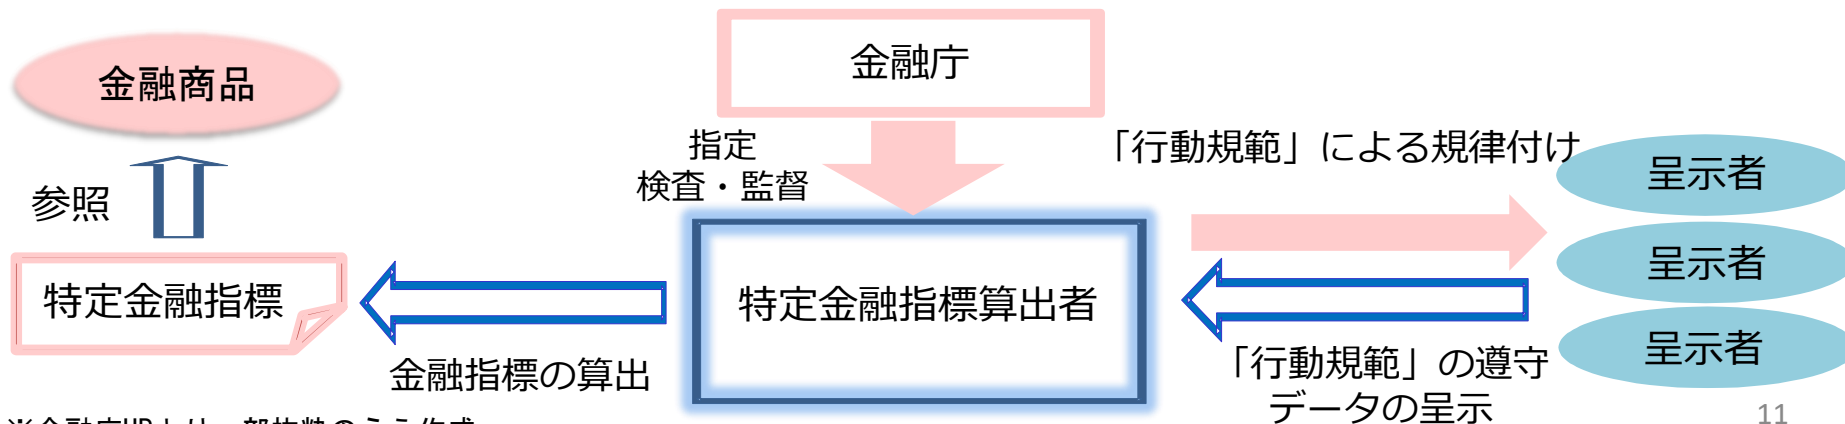 金融庁
金融商品
指定
検査・監督
「行動規範」による規律付け
呈示者
参照
呈示者
特定金融指標
特定金融指標算出者
呈示者
金融指標の算出
「行動規範」の遵守
データの呈示
11